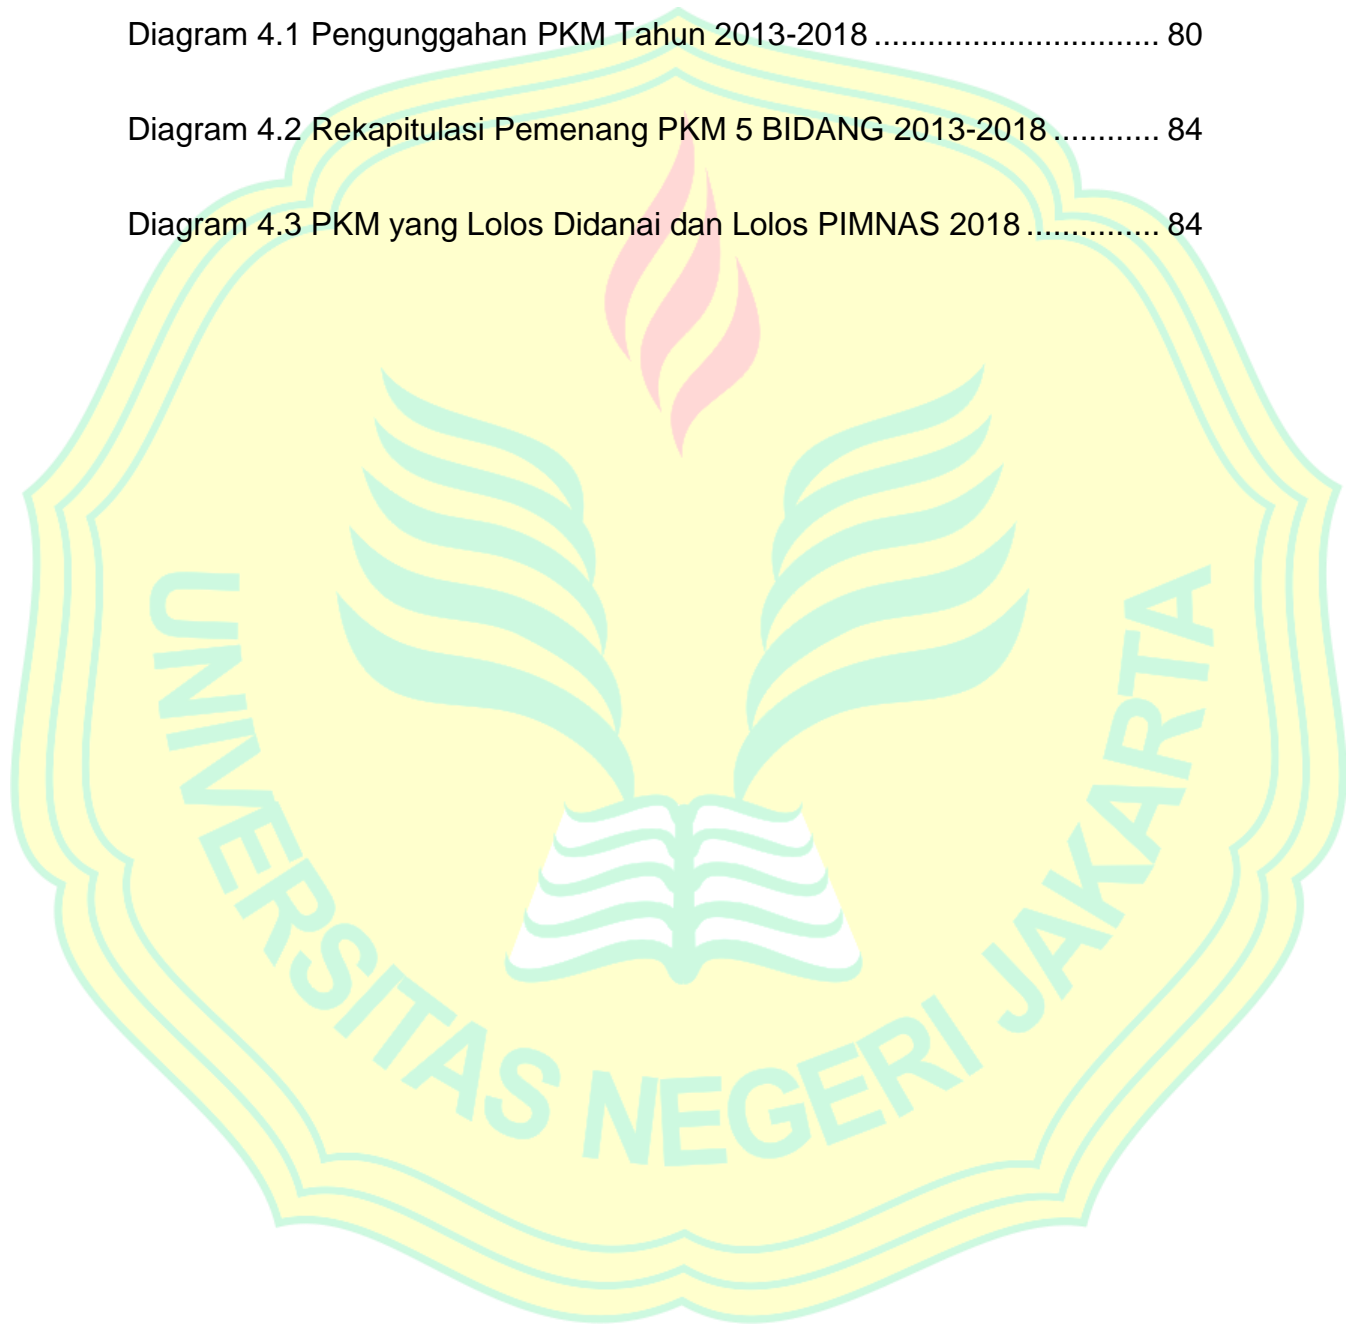 Diagram 4.1 Pengunggahan PKM Tahun 2013-2018 ................................ 80
Diagram 4.2 Rekapitulasi Pemenang PKM 5 BIDANG 2013-2018 ............ 84
Diagram 4.3 PKM yang Lolos Didanai dan Lolos PIMNAS 2018 ............... 84
UNIVERSITAS NEGERI JAKARTA